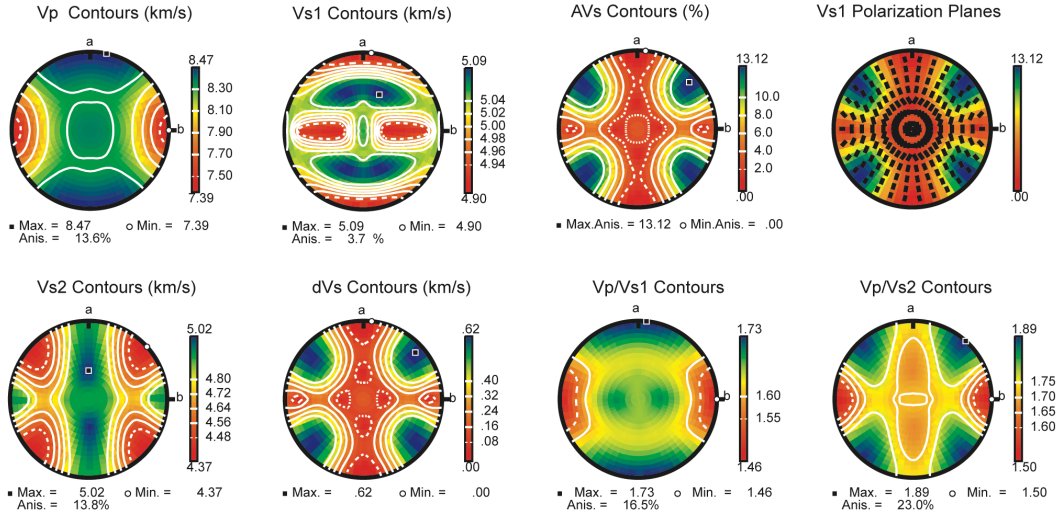 Vp Contours (km/s)
a
b
8.47
8.30
8.10
7.90
7.70
7.50
7.39
Max. = 8.47 Min. = 7.39
Anis. = 13.6%
Vs1 Contours (km/s)
a
b
5.09
5.04
5.02
5.00
4.98
4.96
4.94
4.90
Max. = 5.09 Min. = 4.90
Anis. = 3.7 %
AVs Contours (%)
a
b
13.12
10.0
8.0
6.0
4.0
2.0
.00
Max.Anis. = 13.12 Min.Anis. = .00
Vs1 Polarization Planes
a
b
13.12
.00
Vs2 Contours (km/s)
a
b
5.02
4.80
4.72
4.64
4.56
4.48
4.37
Max. = 5.02 Min. = 4.37
Anis. = 13.8%
dVs Contours (km/s)
a
b
.62
.40
.32
.24
.16
.08
.00
Max. = .62 Min. = .00
Vp/Vs1 Contours
a
b
1.73
1.60
1.55
1.46
Max. = 1.73 Min. = 1.46
Anis. = 16.5%
Vp/Vs2 Contours
a
b
1.89
1.75
1.70
1.65
1.60
1.50
Max. = 1.89 Min. = 1.50
Anis. = 23.0%